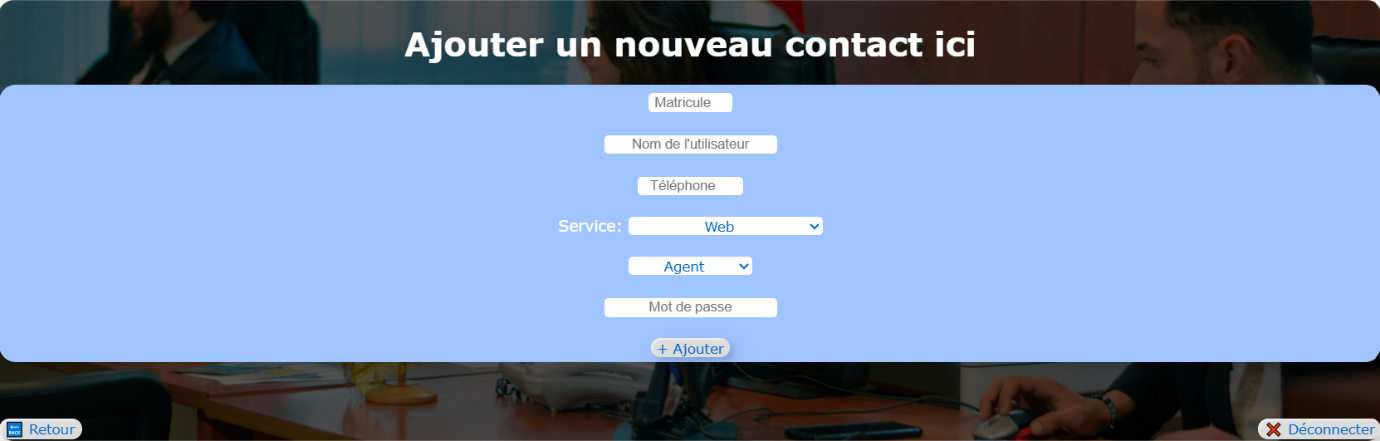 Ajouter un nouveau contact ici
Matricule
Nom de l'utilisateur
Téléphone
Service: Web
Agent
Mot de passe
+ Ajouter
BACK Retour
Déconnecter